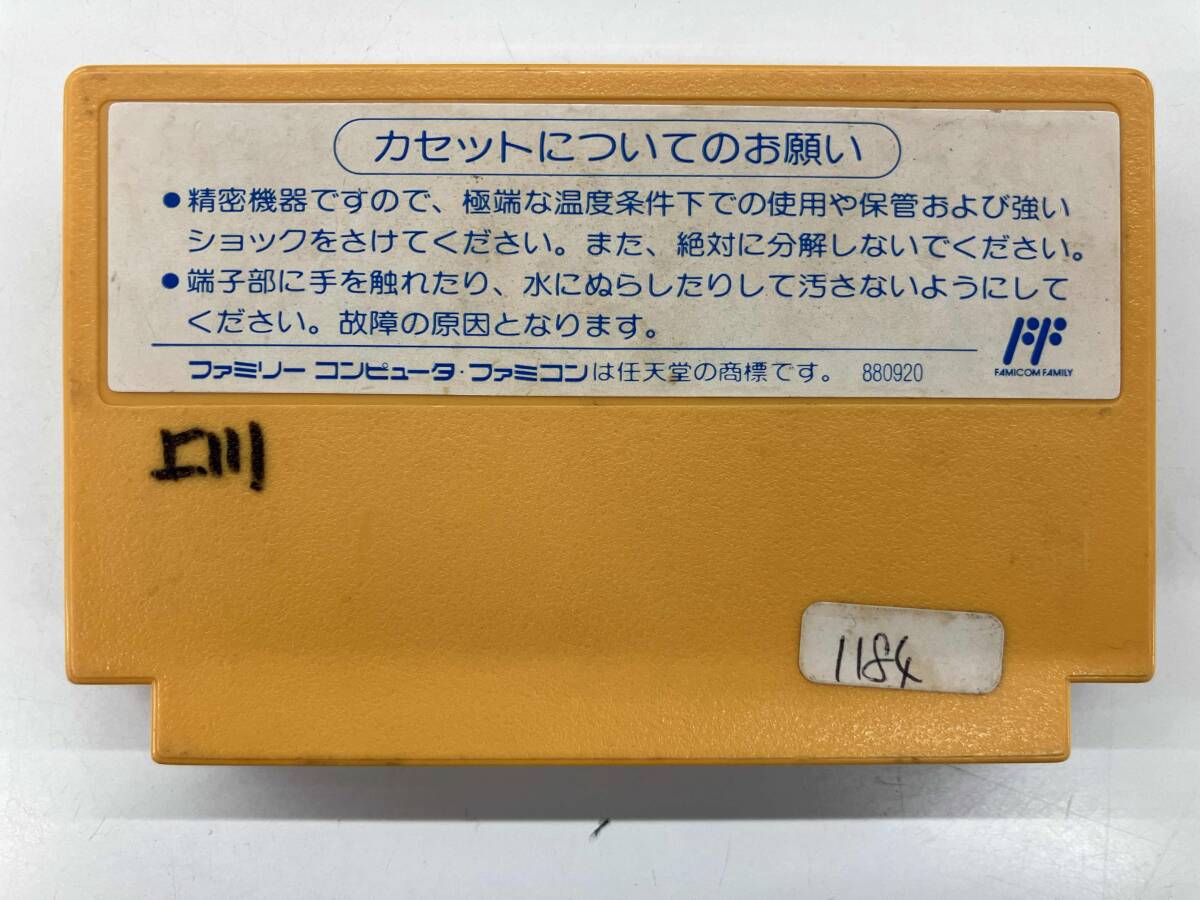 カセットについてのお願い
●精密機器ですので、極端な温度条件下での使用や保管および強い
ショックをさけてください。また、絶対に分解しないでください。
●端子部に手を触れたり、水にぬらしたりして汚さないようにして
ください。故障の原因となります。
ファミリー コンピュータ・ファミコンは任天堂の商標です。 880920
FAMICOM FAMILY
1184